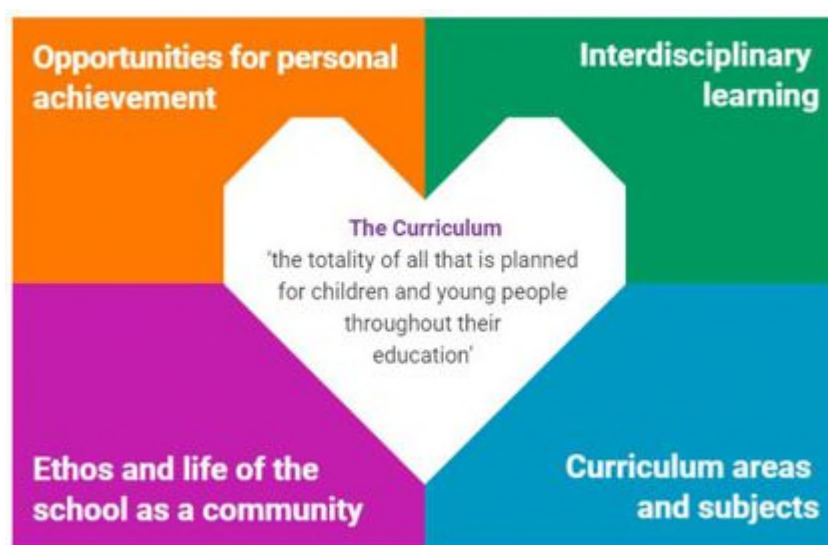 Opportunities for personal
achievement
Interdisciplinary
learning
The Curriculum
'the totality of all that is planned
for children and young people
throughout their
education'
Ethos and life of the
school as a community
Curriculum areas
and subjects